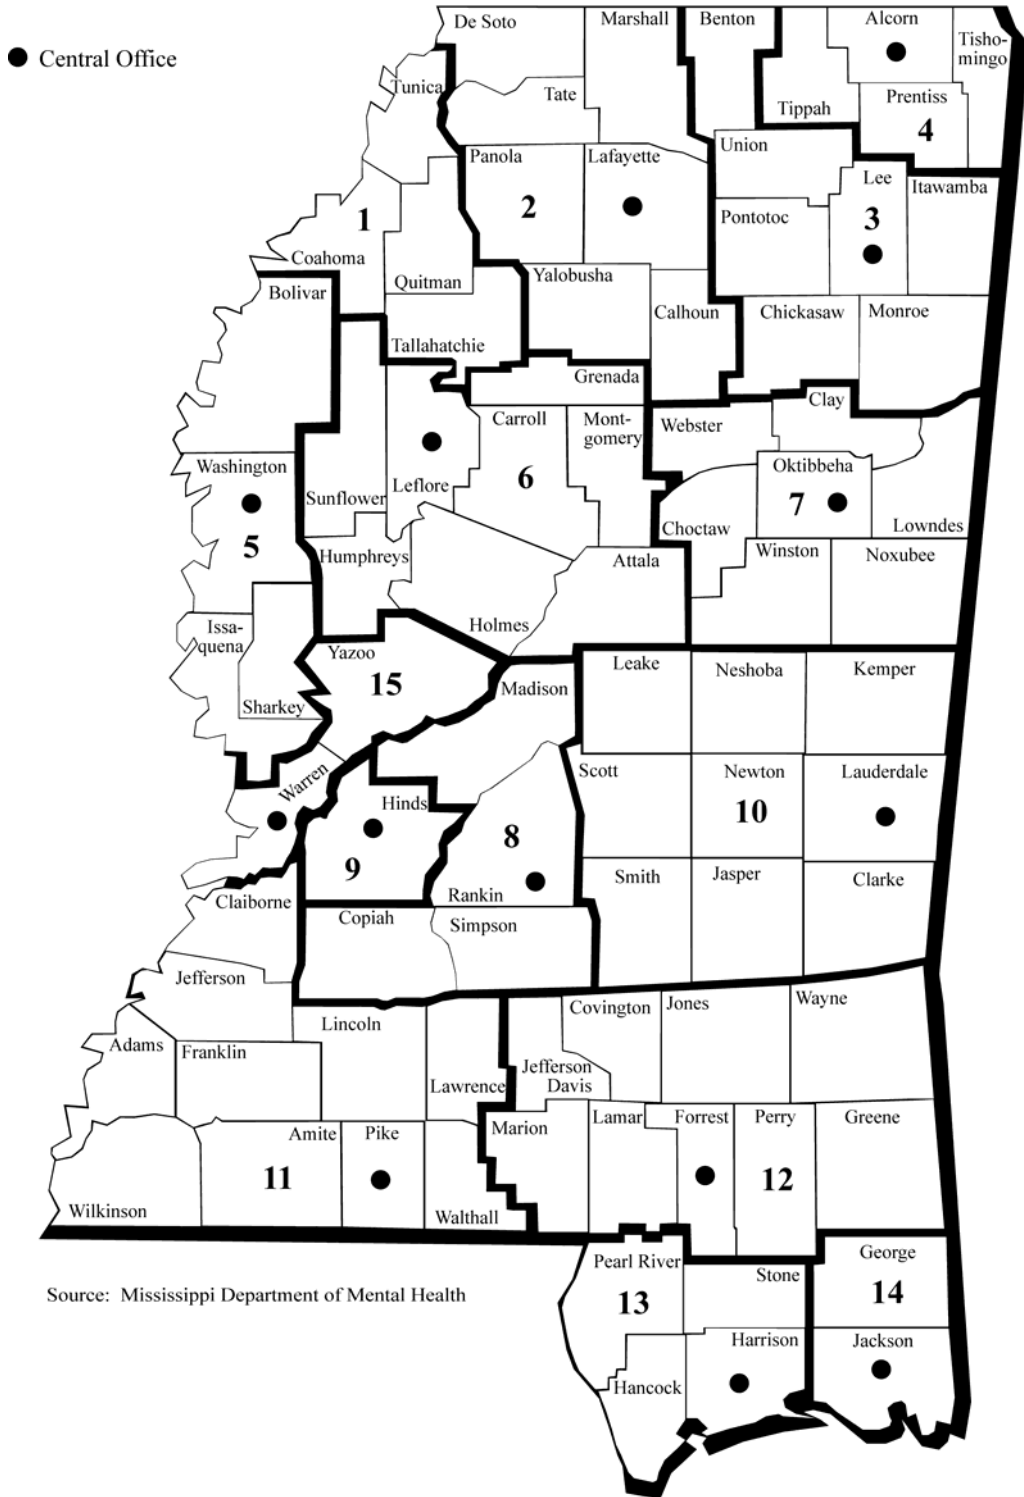 Central Office
De Soto
Marshall
Benton
Alcorn
Tisho-
mingo
Tunica
Tate
Tippah
Prentiss
4
Union
Panola
Lafayette
Lee
Itawamba
1
2
3
Pontotoc
Coahoma
Quitman
Yalobusha
Bolivar
Calhoun
Chickasaw
Monroe
Tallahatchie
Grenada
Clay
Carroll
Mont-
gomery
Webster
Washington
Oktibbeha
Sunflower
Leflore
6
7
5
Choctaw
Lowndes
Humphreys
Attala
Winston
Noxubee
Issa-
quena
Holmes
Yazoo
15
Madison
Leake
Neshoba
Kemper
Sharkey
Warren
Scott
Newton
Lauderdale
Hinds
10
8
9
Rankin
Smith
Jasper
Clarke
Claiborne
Copiah
Simpson
Jefferson
Covington
Jones
Wayne
Lincoln
Adams
Franklin
Jefferson
Davis
Lawrence
Amite
Pike
Marion
Lamar
Forrest
Perry
Greene
11
12
Wilkinson
Walthall
Pearl River
Stone
George
13
14
Source: Mississippi Department of Mental Health
Harrison
Jackson
Hancock